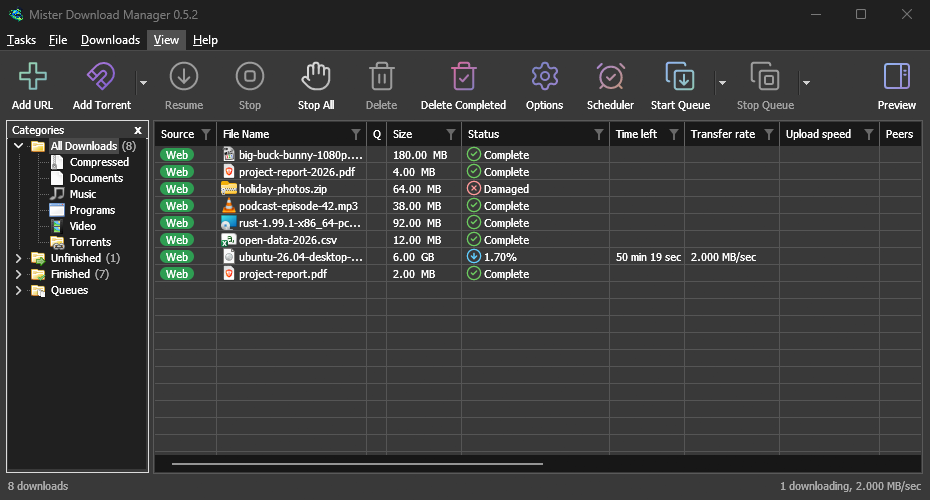 Mister Download Manager 0.5.2
Tasks File Downloads View Help
Add URL Add Torrent Resume Stop Stop All Delete Delete Completed Options Scheduler Start Queue Stop Queue Preview
Categories x
All Downloads (8)
Compressed
Documents
Music
Programs
Video
Torrents
Unfinished (1)
Finished (7)
Queues
Source File Name Q Size Status Time left Transfer rate Upload speed Peers
Web big-buck-bunny-1080p.... 180.00 MB Complete
Web project-report-2026.pdf 4.00 MB Complete
Web holiday-photos.zip 64.00 MB Damaged
Web podcast-episode-42.mp3 38.00 MB Complete
Web rust-1.99.1-x86_64-pc... 92.00 MB Complete
Web open-data-2026.csv 12.00 MB Complete
Web ubuntu-26.04-desktop-... 6.00 GB 1.70% 50 min 19 sec 2.000 MB/sec
Web project-report.pdf 2.00 MB Complete
8 downloads 1 downloading, 2.000 MB/sec